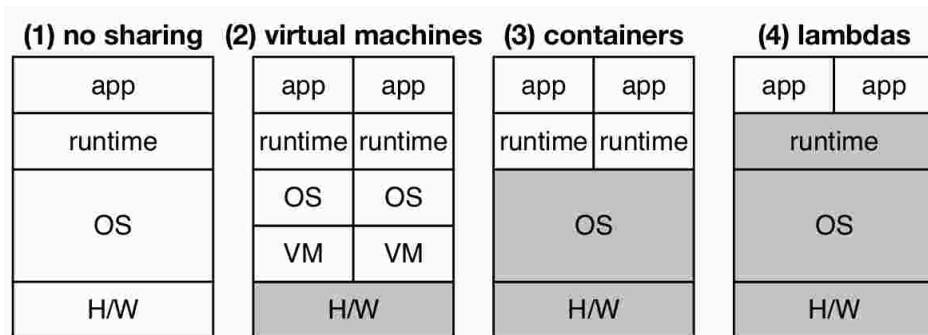 (1) no sharing (2) virtual machines (3) containers (4) lambdas
app app app app app app app
runtime runtime runtime runtime runtime runtime
OS OS OS OS OS
VM VM
H/W H/W H/W H/W